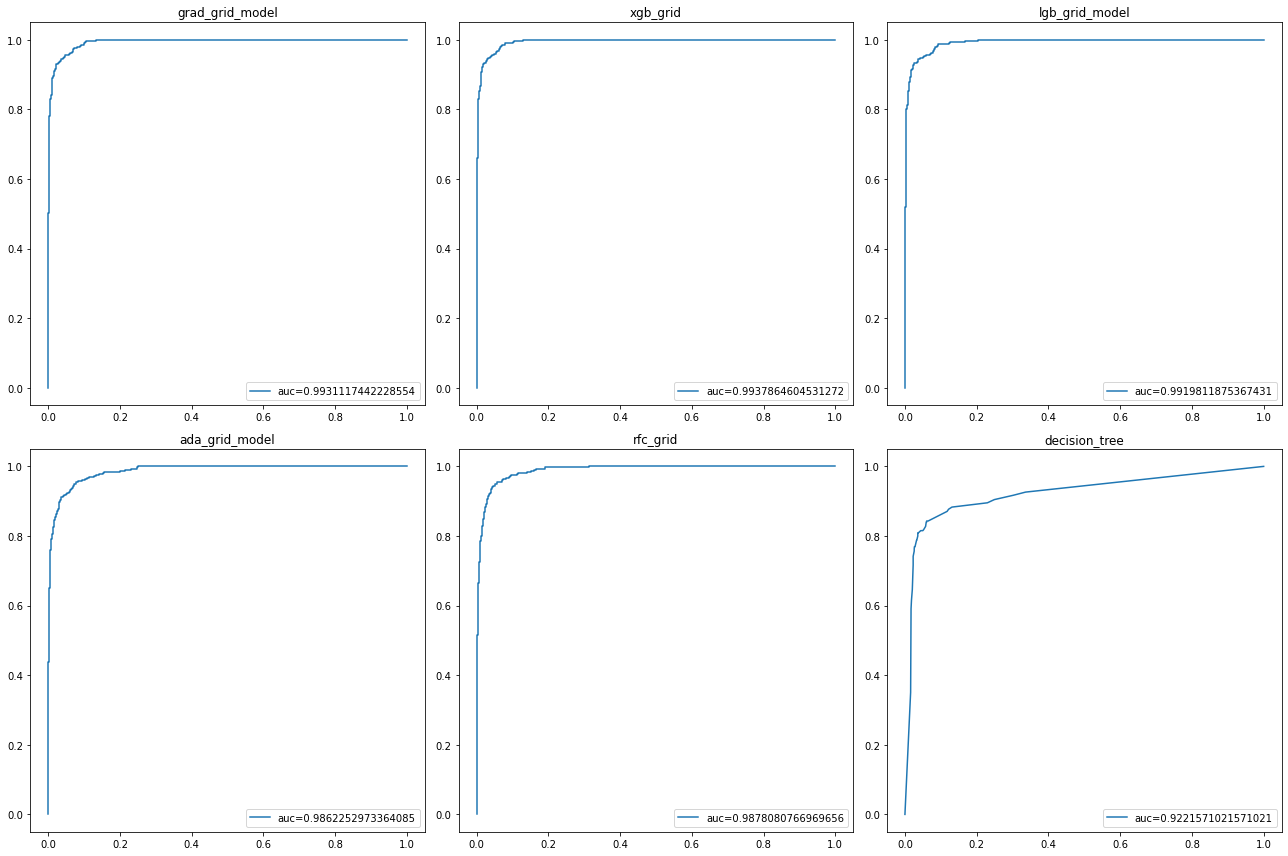 grad_grid_model
1.0
0.8
0.6
0.4
0.2
0.0
0.0 0.2 0.4 0.6 0.8 1.0
auc=0.9931117442228554
xgb_grid
1.0
0.8
0.6
0.4
0.2
0.0
0.0 0.2 0.4 0.6 0.8 1.0
auc=0.9937864604531272
lgb_grid_model
1.0
0.8
0.6
0.4
0.2
0.0
0.0 0.2 0.4 0.6 0.8 1.0
auc=0.9919811875367431
ada_grid_model
1.0
0.8
0.6
0.4
0.2
0.0
0.0 0.2 0.4 0.6 0.8 1.0
auc=0.9862252973364085
rfc_grid
1.0
0.8
0.6
0.4
0.2
0.0
0.0 0.2 0.4 0.6 0.8 1.0
auc=0.9878080766969656
decision_tree
1.0
0.8
0.6
0.4
0.2
0.0
0.0 0.2 0.4 0.6 0.8 1.0
auc=0.9221571021571021